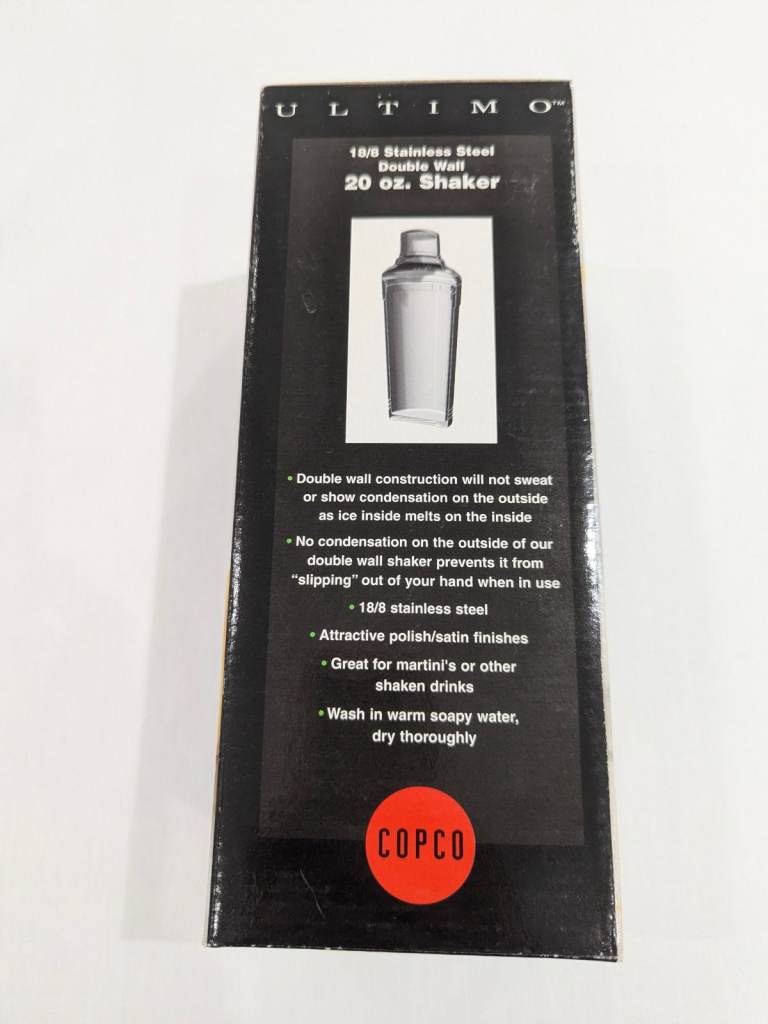 ULTIMO™
18/8 Stainless Steel
Double Wall
20 oz. Shaker
• Double wall construction will not sweat
or show condensation on the outside
as ice inside melts on the inside
• No condensation on the outside of our
double wall shaker prevents it from
“slipping” out of your hand when in use
• 18/8 stainless steel
• Attractive polish/satin finishes
• Great for martini's or other
shaken drinks
• Wash in warm soapy water,
dry thoroughly
COPCO